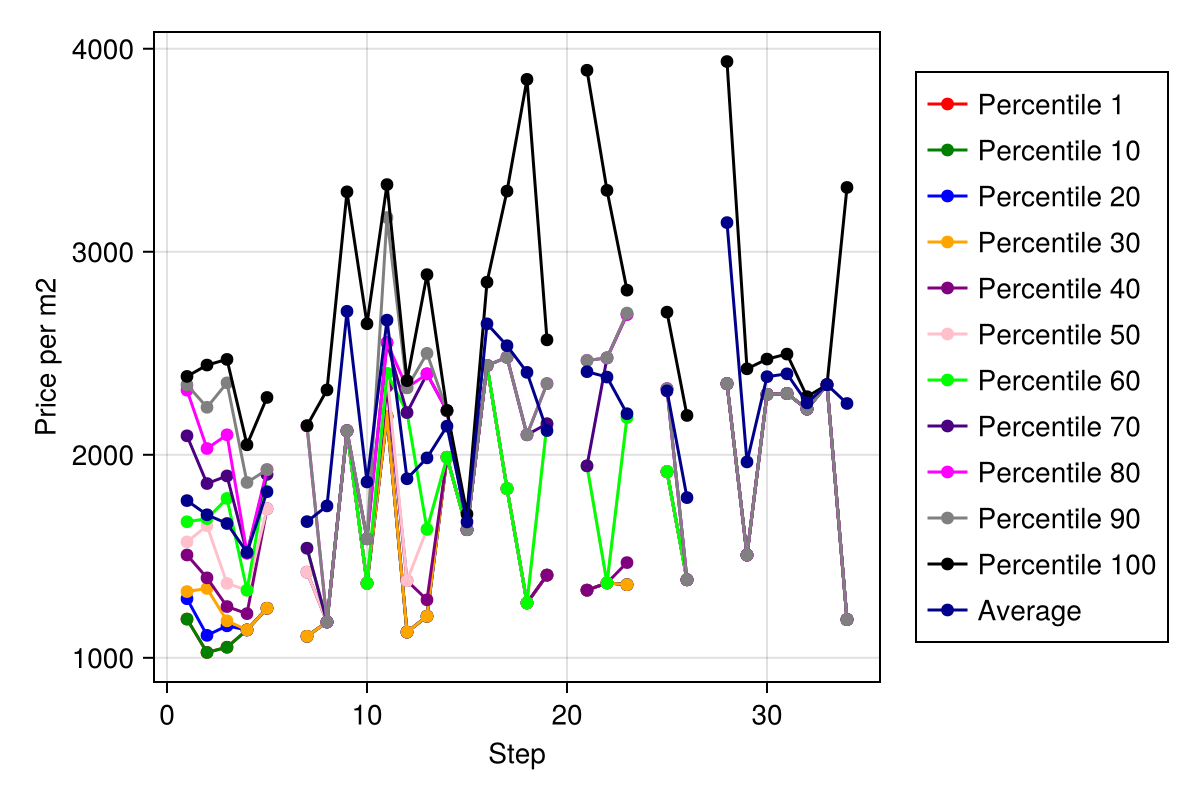 4000
3000
2000
1000
Price per m2
0 10 20 30
Step
Percentile 1
Percentile 10
Percentile 20
Percentile 30
Percentile 40
Percentile 50
Percentile 60
Percentile 70
Percentile 80
Percentile 90
Percentile 100
Average